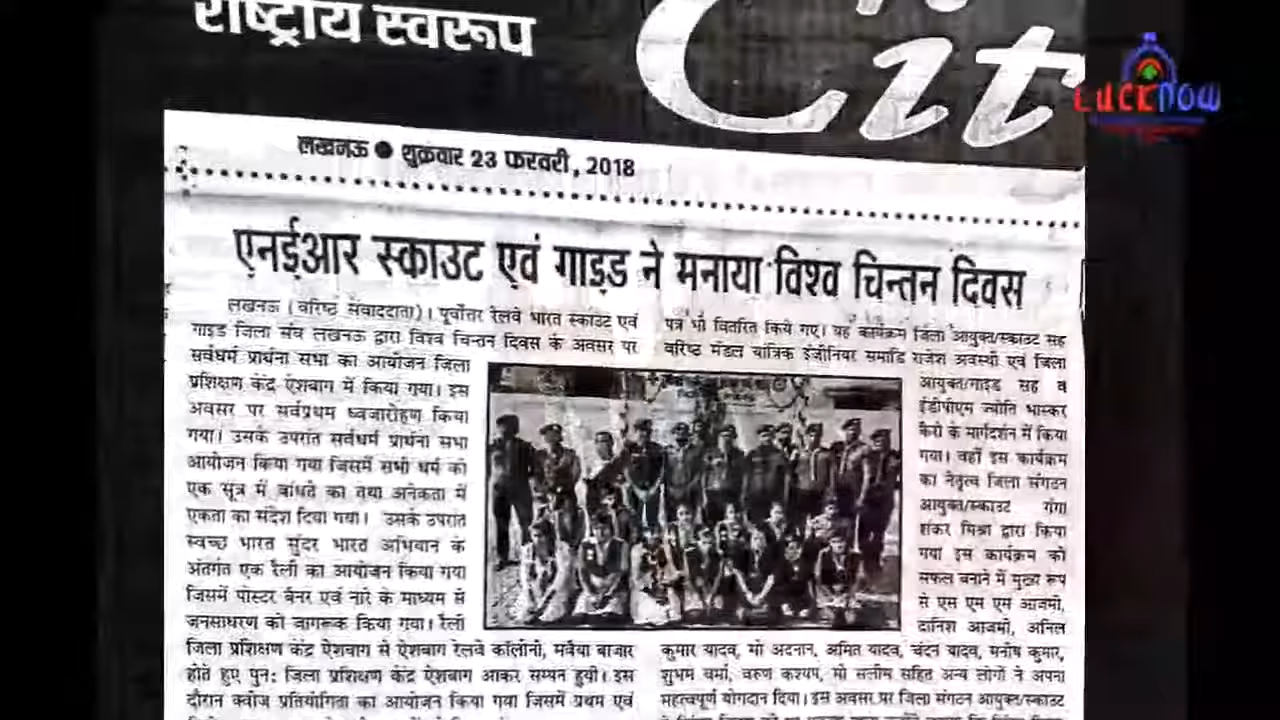 राष्ट्रीय स्वरूप
Cit
LUCKNOW
लखनऊ ● शुक्रवार 23 फरवरी, 2018
एनईआर स्काउट एवं गाइड ने मनाया विश्व चिन्तन दिवस
लखनऊ (वरिष्ठ संवाददाता)। पूर्वोत्तर रेलवे भारत स्काउट एवं
गाइड जिला संघ लखनऊ द्वारा विश्व चिन्तन दिवस के अवसर पर
सर्वधर्म प्रार्थना सभा का आयोजन जिला
प्रशिक्षण केंद्र ऐशबाग में किया गया। इस
अवसर पर सर्वप्रथम ध्वजारोहण किया
गया। उसके उपरांत सर्वधर्म प्रार्थना सभा
आयोजन किया गया जिसमें सभी धर्म को
एक सूत्र में बांधते का तथा अनेकता में
एकता का संदेश दिया गया। उसके उपरांत
स्वच्छ भारत सुंदर भारत अभियान के
अंतर्गत एक रैली का आयोजन किया गया
जिसमें पोस्टर बैनर एवं नारे के माध्यम से
जनसाधरण को जागरूक किया गया। रैली
जिला प्रशिक्षण केंद्र ऐशबाग से ऐशबाग रेलवे कॉलोनी, मवैया बाजार
होते हुए पुन: जिला प्रशिक्षण केंद्र ऐशबाग आकर सम्पन हुयी। इस
दौरान क्वीज प्रतियोगिता का आयोजन किया गया जिसमें प्रथम एवं
पत्र भी वितरित किये गए। यह कार्यक्रम जिला आयुक्त/स्काउट सह
वरिष्ठ मंडल यांत्रिक इंजीनियर समाडि राजेश अवस्थी एवं जिला
आयुक्त/गाइड सह व
ईडीपीएम ज्योति भास्कर
कैरो के मार्गदर्शन में किया
गया। वहीं इस कार्यक्रम
का नेतृत्व जिला संगठन
आयुक्त/स्काउट गंगा
शंकर मिश्रा द्वारा किया
गया इस कार्यक्रम को
सफल बनाने में मुख्य रूप
से एस एम एम आजमी,
दानिश आजमी, अनिल
कुमार यादव, मो अदनान, अमित यादव, चंदन यादव, मनोष कुमार,
शुभम वर्मा, वरुण कश्यप, मो सलीम सहित अन्य लोगों ने अपना
महत्वपूर्ण योगदान दिया। इस अवसर पर जिला संगठन आयुक्त/स्काउट